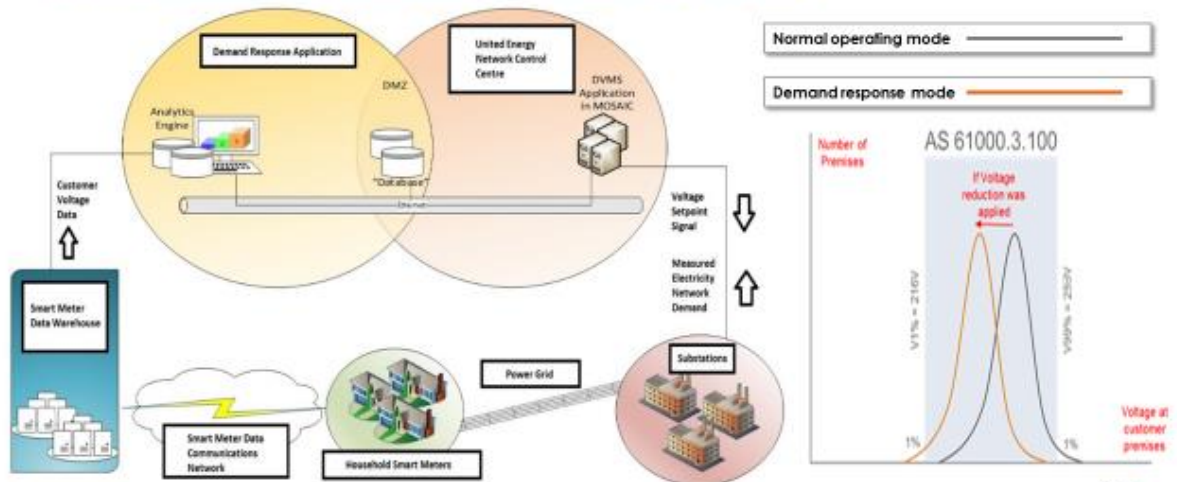 Demand Response Application
United Energy
Network Control
Centre
DMZ
DVMS
Application
in MOSAIC
Analytics
Engine
"Database"
Customer
Voltage
Data
Voltage
Setpoint
Signal
Measured
Electricity
Network
Demand
Smart Meter
Data Warehouse
Power Grid
Substations
Smart Meter Data
Communications
Network
Household Smart Meters
Normal operating mode
Demand response mode
Number of
Premises
AS 61000.3.100
If Voltage
reduction was
applied
V1% = 216V
V99% = 253V
1%
1%
Voltage at
customer
premises